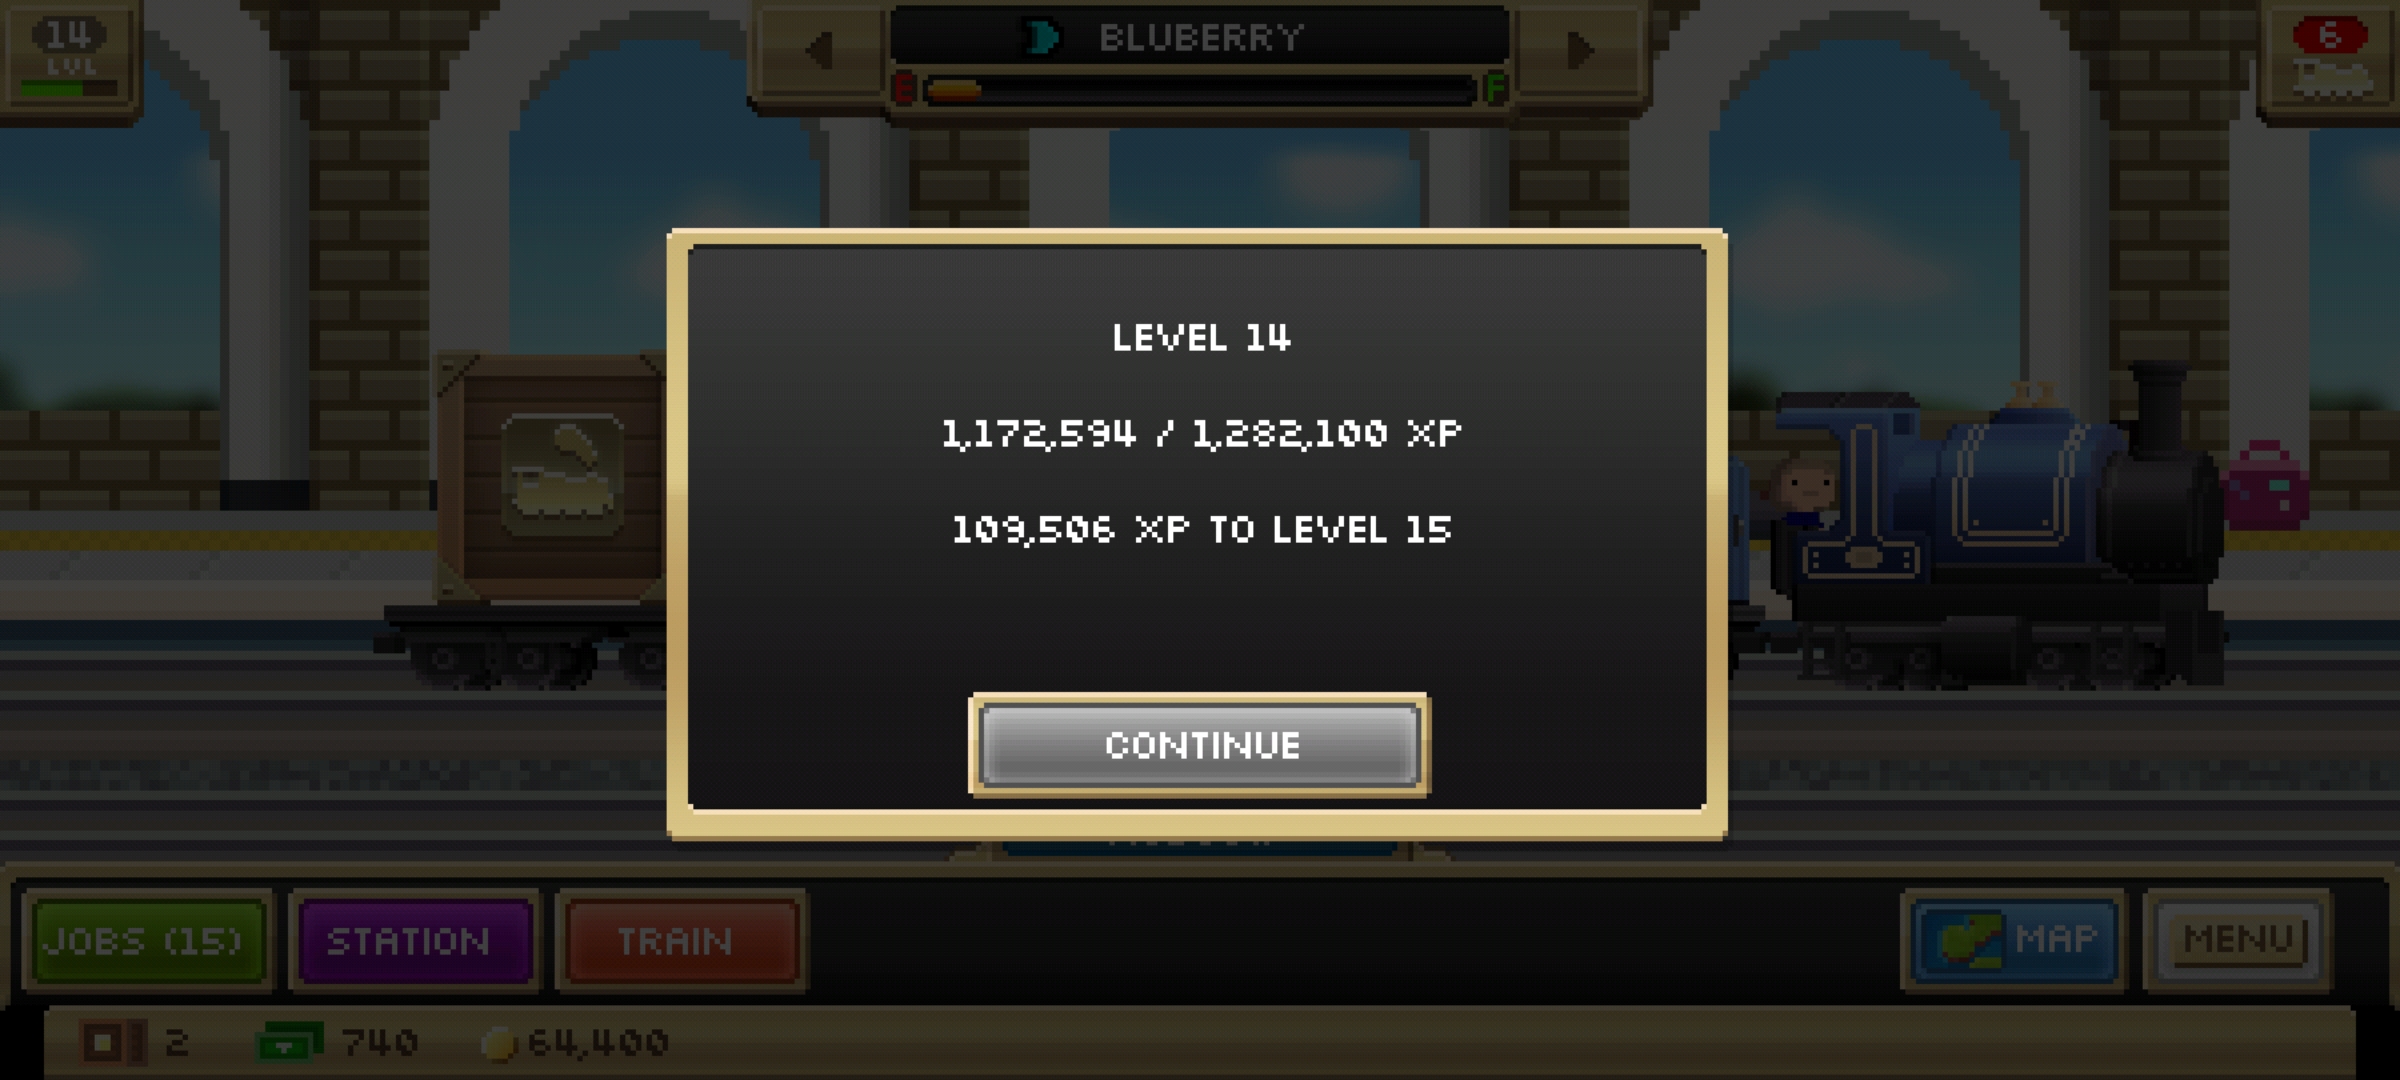 14
LVL
BLUBERRY
E
F
6
LEVEL 14
1,172,594 / 1,282,100 XP
109,506 XP TO LEVEL 15
CONTINUE
JOBS (15)
STATION
TRAIN
MAP
MENU
2
740
64,400